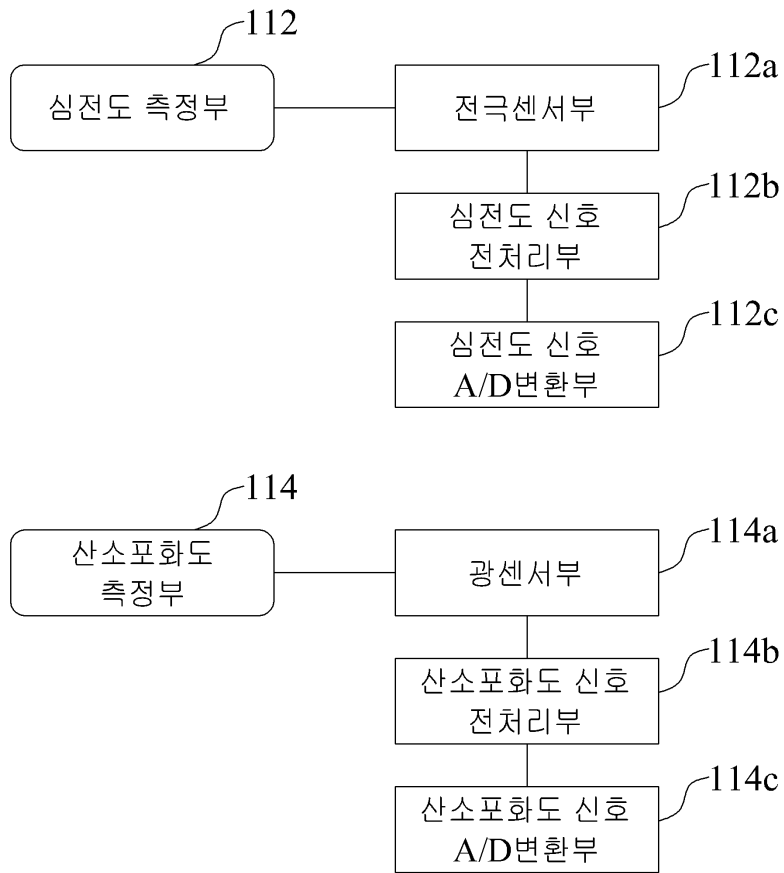 112
심전도 측정부
112a
전극센서부
112b
심전도 신호
전처리부
112c
심전도 신호
A/D변환부
114
산소포화도
측정부
114a
광센서부
114b
산소포화도 신호
전처리부
114c
산소포화도 신호
A/D변환부